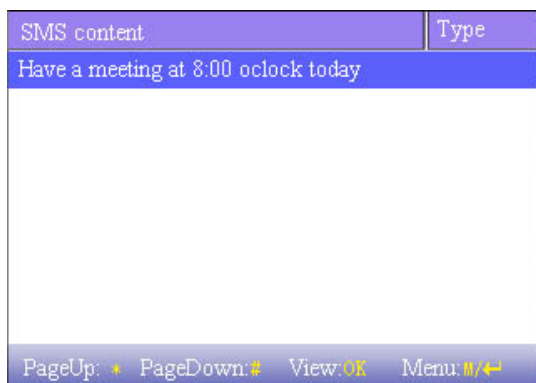 SMS content Type
Have a meeting at 8:00 oclock today
PageUp: * PageDown:# View:OK Menu:M/↵